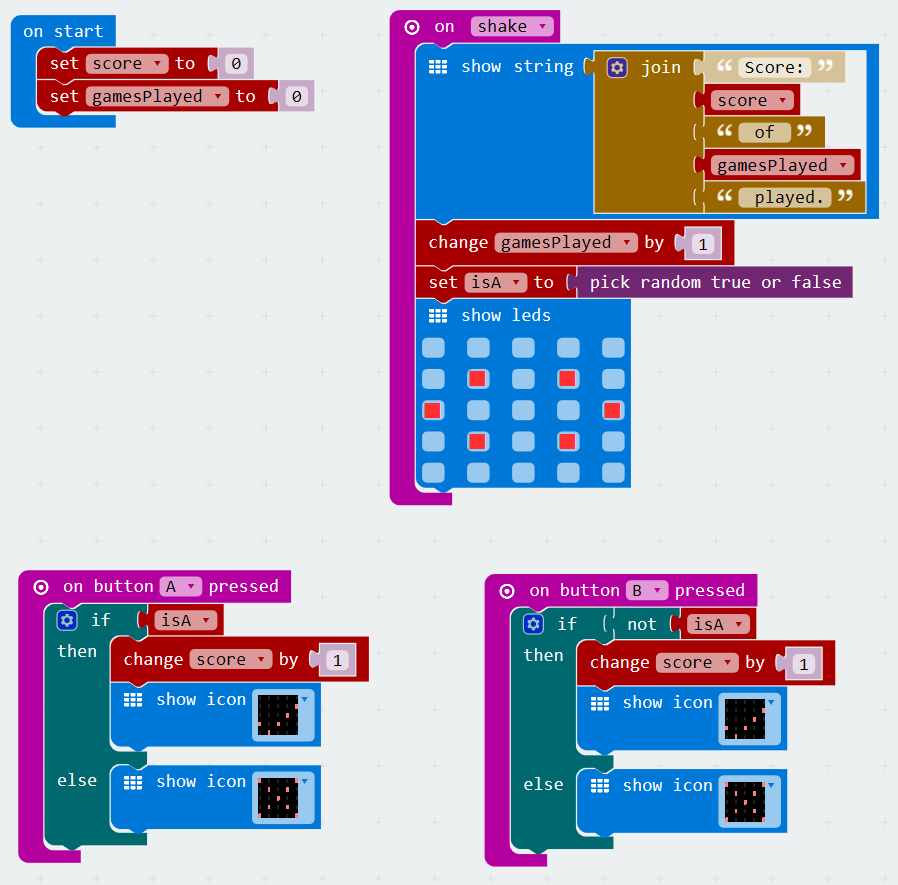 on start
set score to 0
set gamesPlayed to 0
on shake
show string join “ Score: ”
score
“ of ”
gamesPlayed
“ played. ”
change gamesPlayed by 1
set isA to pick random true or false
show leds
on button A pressed
if isA
then change score by 1
show icon
else show icon
on button B pressed
if not isA
then change score by 1
show icon
else show icon